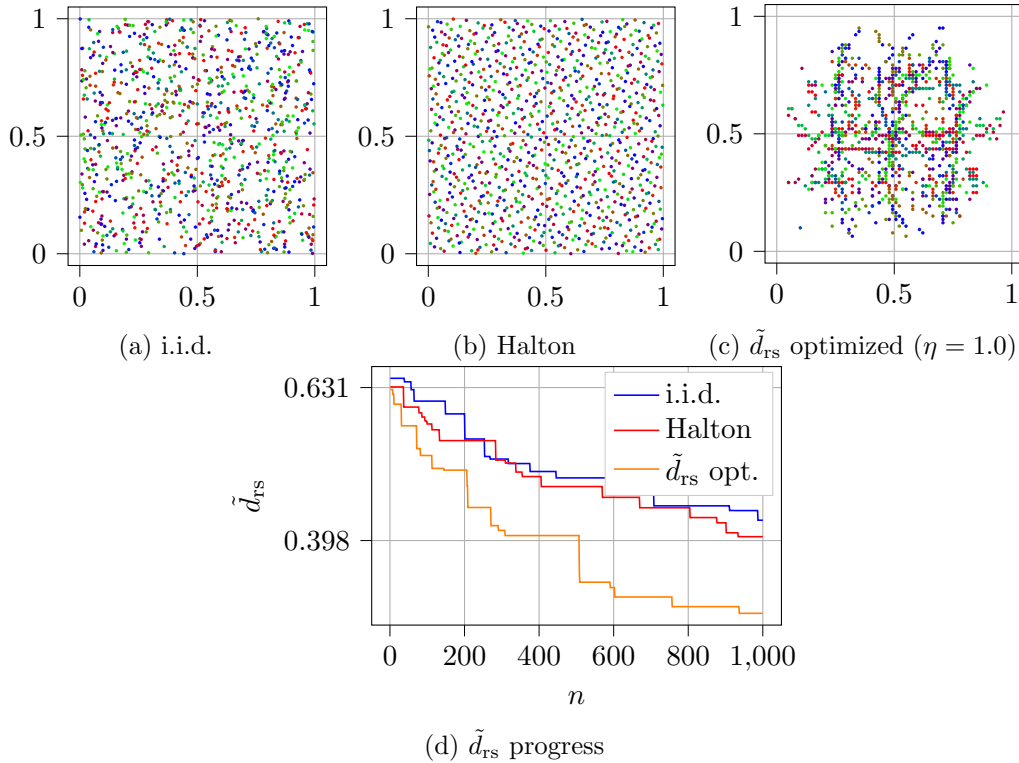 1
0.5
0
0 0.5 1
(a) i.i.d.
1
0.5
0
0 0.5 1
(b) Halton
1
0.5
0
0 0.5 1
(c) d̃rs optimized (η = 1.0)
0.631
0.398
d̃rs
i.i.d.
Halton
d̃rs opt.
0 200 400 600 800 1,000
n
(d) d̃rs progress